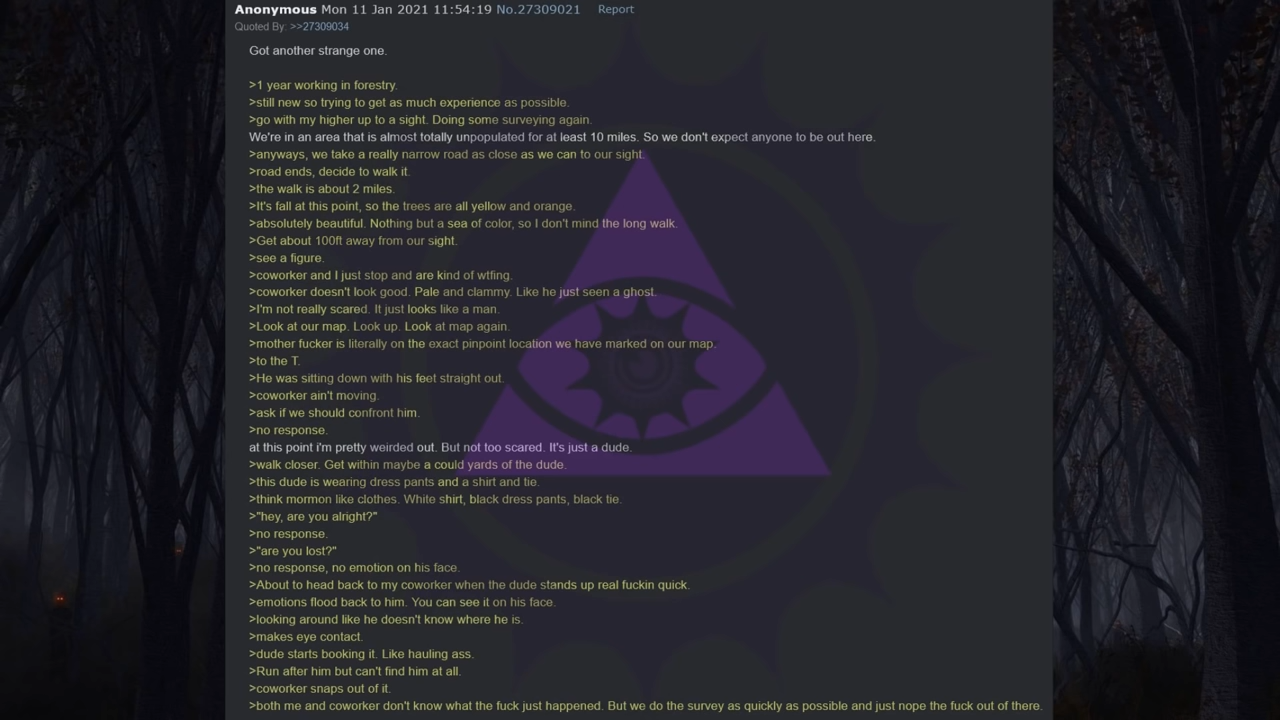 Anonymous Mon 11 Jan 2021 11:54:19 No.27309021 Report
Quoted By: >>27309034
Got another strange one.
>1 year working in forestry.
>still new so trying to get as much experience as possible.
>go with my higher up to a sight. Doing some surveying again.
We're in an area that is almost totally unpopulated for at least 10 miles. So we don't expect anyone to be out here.
>anyways, we take a really narrow road as close as we can to our sight.
>road ends, decide to walk it.
>the walk is about 2 miles.
>It's fall at this point, so the trees are all yellow and orange.
>absolutely beautiful. Nothing but a sea of color, so I don't mind the long walk.
>Get about 100ft away from our sight.
>see a figure.
>coworker and I just stop and are kind of wtfing.
>coworker doesn't look good. Pale and clammy. Like he just seen a ghost.
>I'm not really scared. It just looks like a man.
>Look at our map. Look up. Look at map again.
>mother fucker is literally on the exact pinpoint location we have marked on our map.
>to the T.
>He was sitting down with his feet straight out.
>coworker ain't moving.
>ask if we should confront him.
>no response.
at this point i'm pretty weirded out. But not too scared. It's just a dude.
>walk closer. Get within maybe a could yards of the dude.
>this dude is wearing dress pants and a shirt and tie.
>think mormon like clothes. White shirt, black dress pants, black tie.
>"hey, are you alright?"
>no response.
>"are you lost?"
>no response, no emotion on his face.
>About to head back to my coworker when the dude stands up real fuckin quick.
>emotions flood back to him. You can see it on his face.
>looking around like he doesn't know where he is.
>makes eye contact.
>dude starts booking it. Like hauling ass.
>Run after him but can't find him at all.
>coworker snaps out of it.
>both me and coworker don't know what the fuck just happened. But we do the survey as quickly as possible and just nope the fuck out of there.